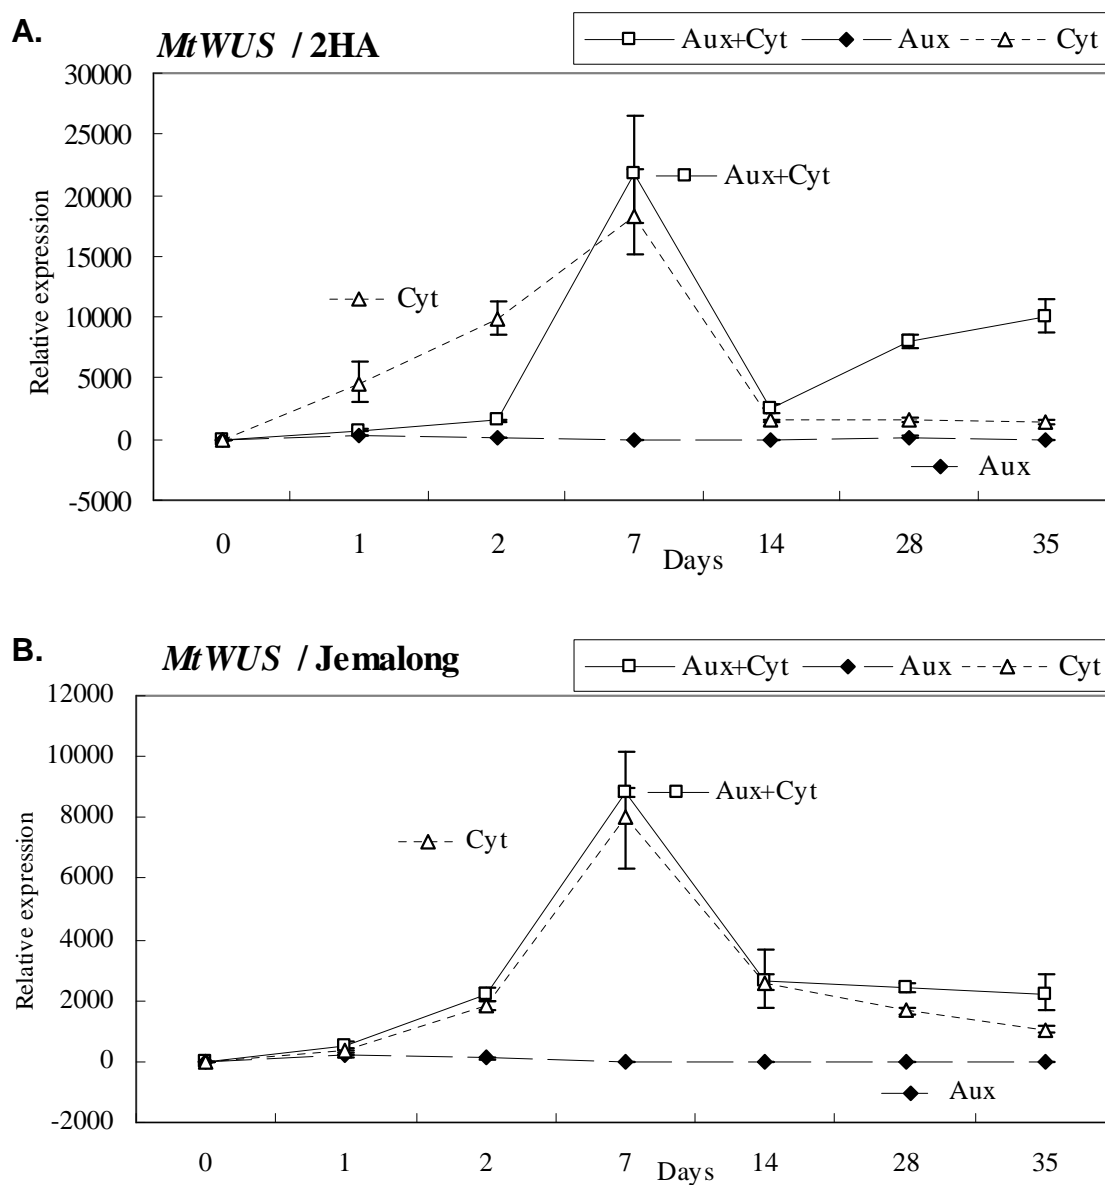 A.
MtWUS / 2HA
Aux+Cyt Aux Cyt
30000
25000
20000
15000
10000
5000
0
-5000
Relative expression
Aux+Cyt
Cyt
Aux
0 1 2 7 14 28 35
Days
B.
MtWUS / Jemalong
Aux+Cyt Aux Cyt
12000
10000
8000
6000
4000
2000
0
-2000
Relative expression
Aux+Cyt
Cyt
Aux
0 1 2 7 14 28 35
Days